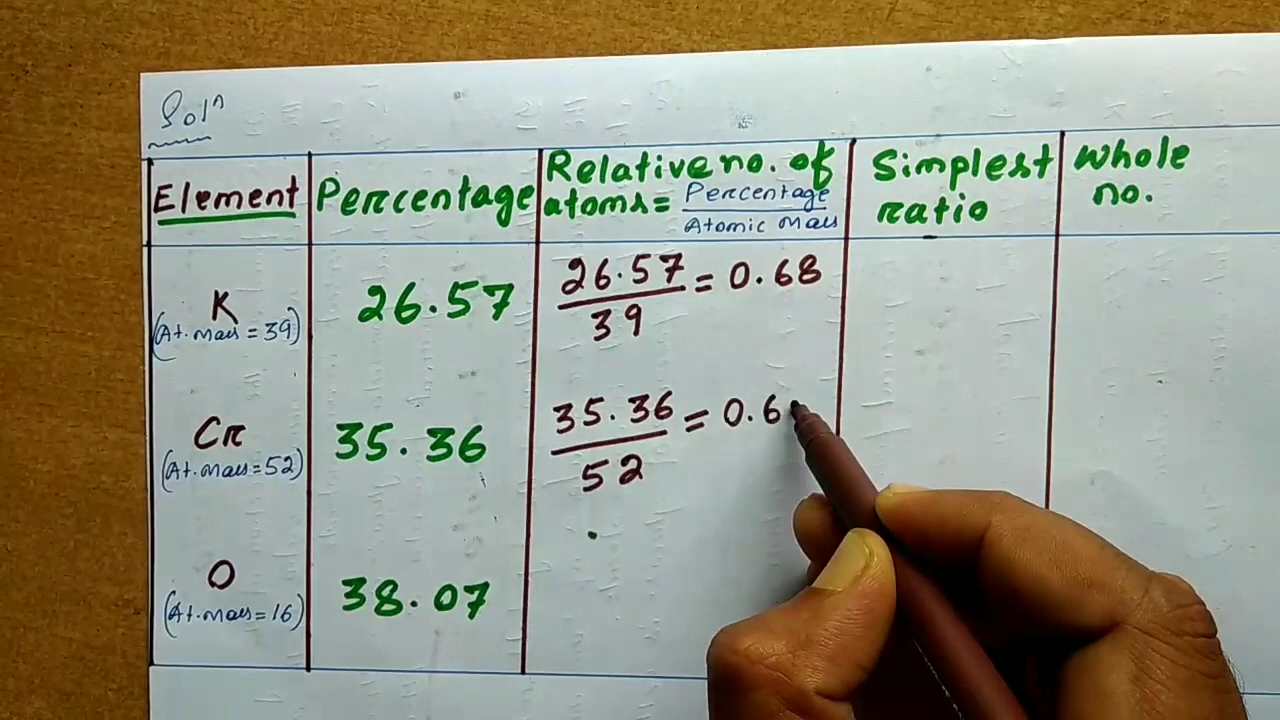 Solⁿ
Element
Percentage
Relative no. of
atoms = Percentage
Atomic Mass
Simplest
ratio
Whole
no.
K
(At. mass = 39)
26.57
26.57
39
= 0.68
Cr
(At. mass = 52)
35.36
35.36
52
= 0.6
O
(At. mass = 16)
38.07